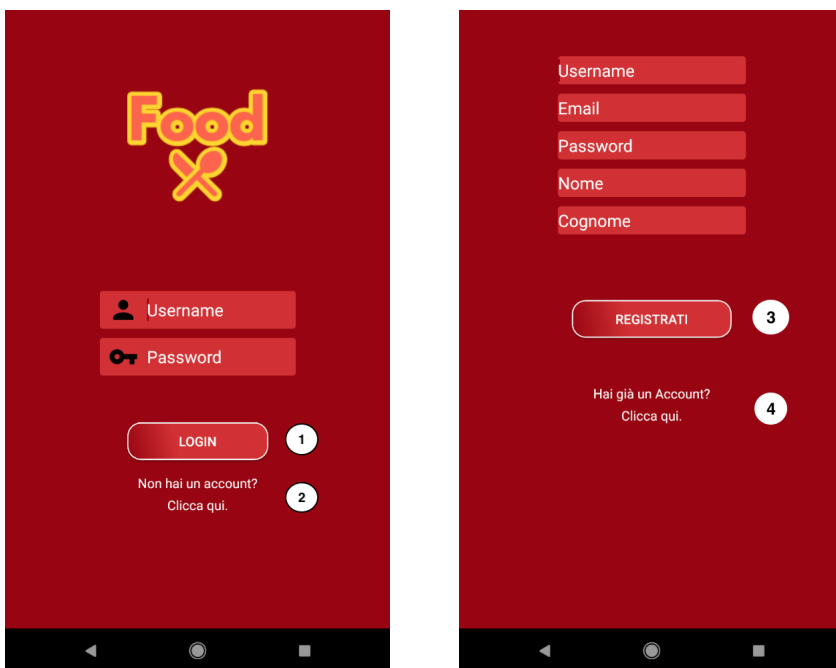 Food
Username
Password
LOGIN
1
Non hai un account?
Clicca qui.
2
Username
Email
Password
Nome
Cognome
REGISTRATI
3
Hai già un Account?
Clicca qui.
4